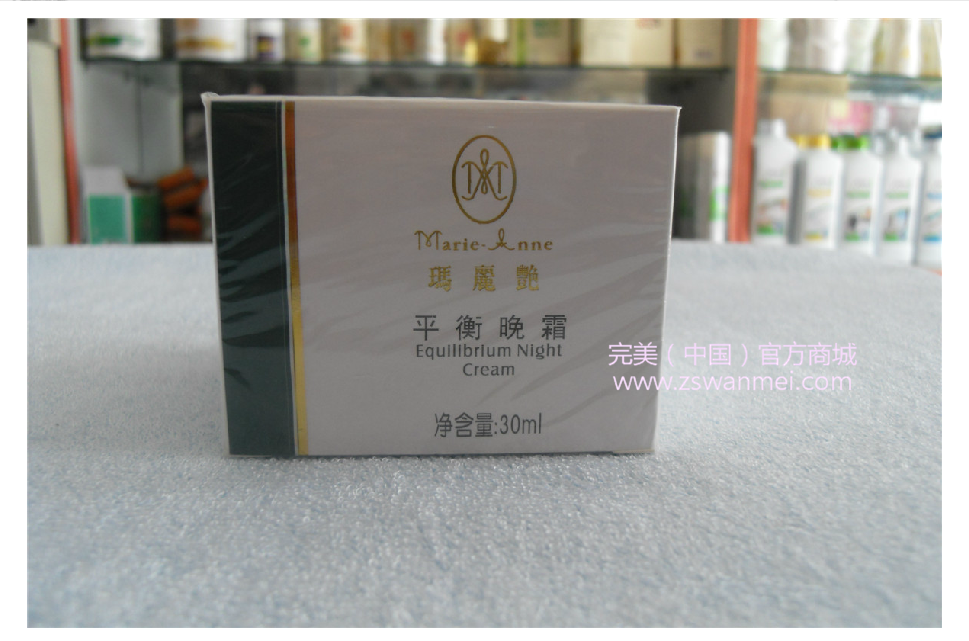 Marie-Anne
瑪麗艷
平衡晚霜
Equilibrium Night
Cream
净含量:30ml
完美（中国）官方商城
www.zswanmei.com